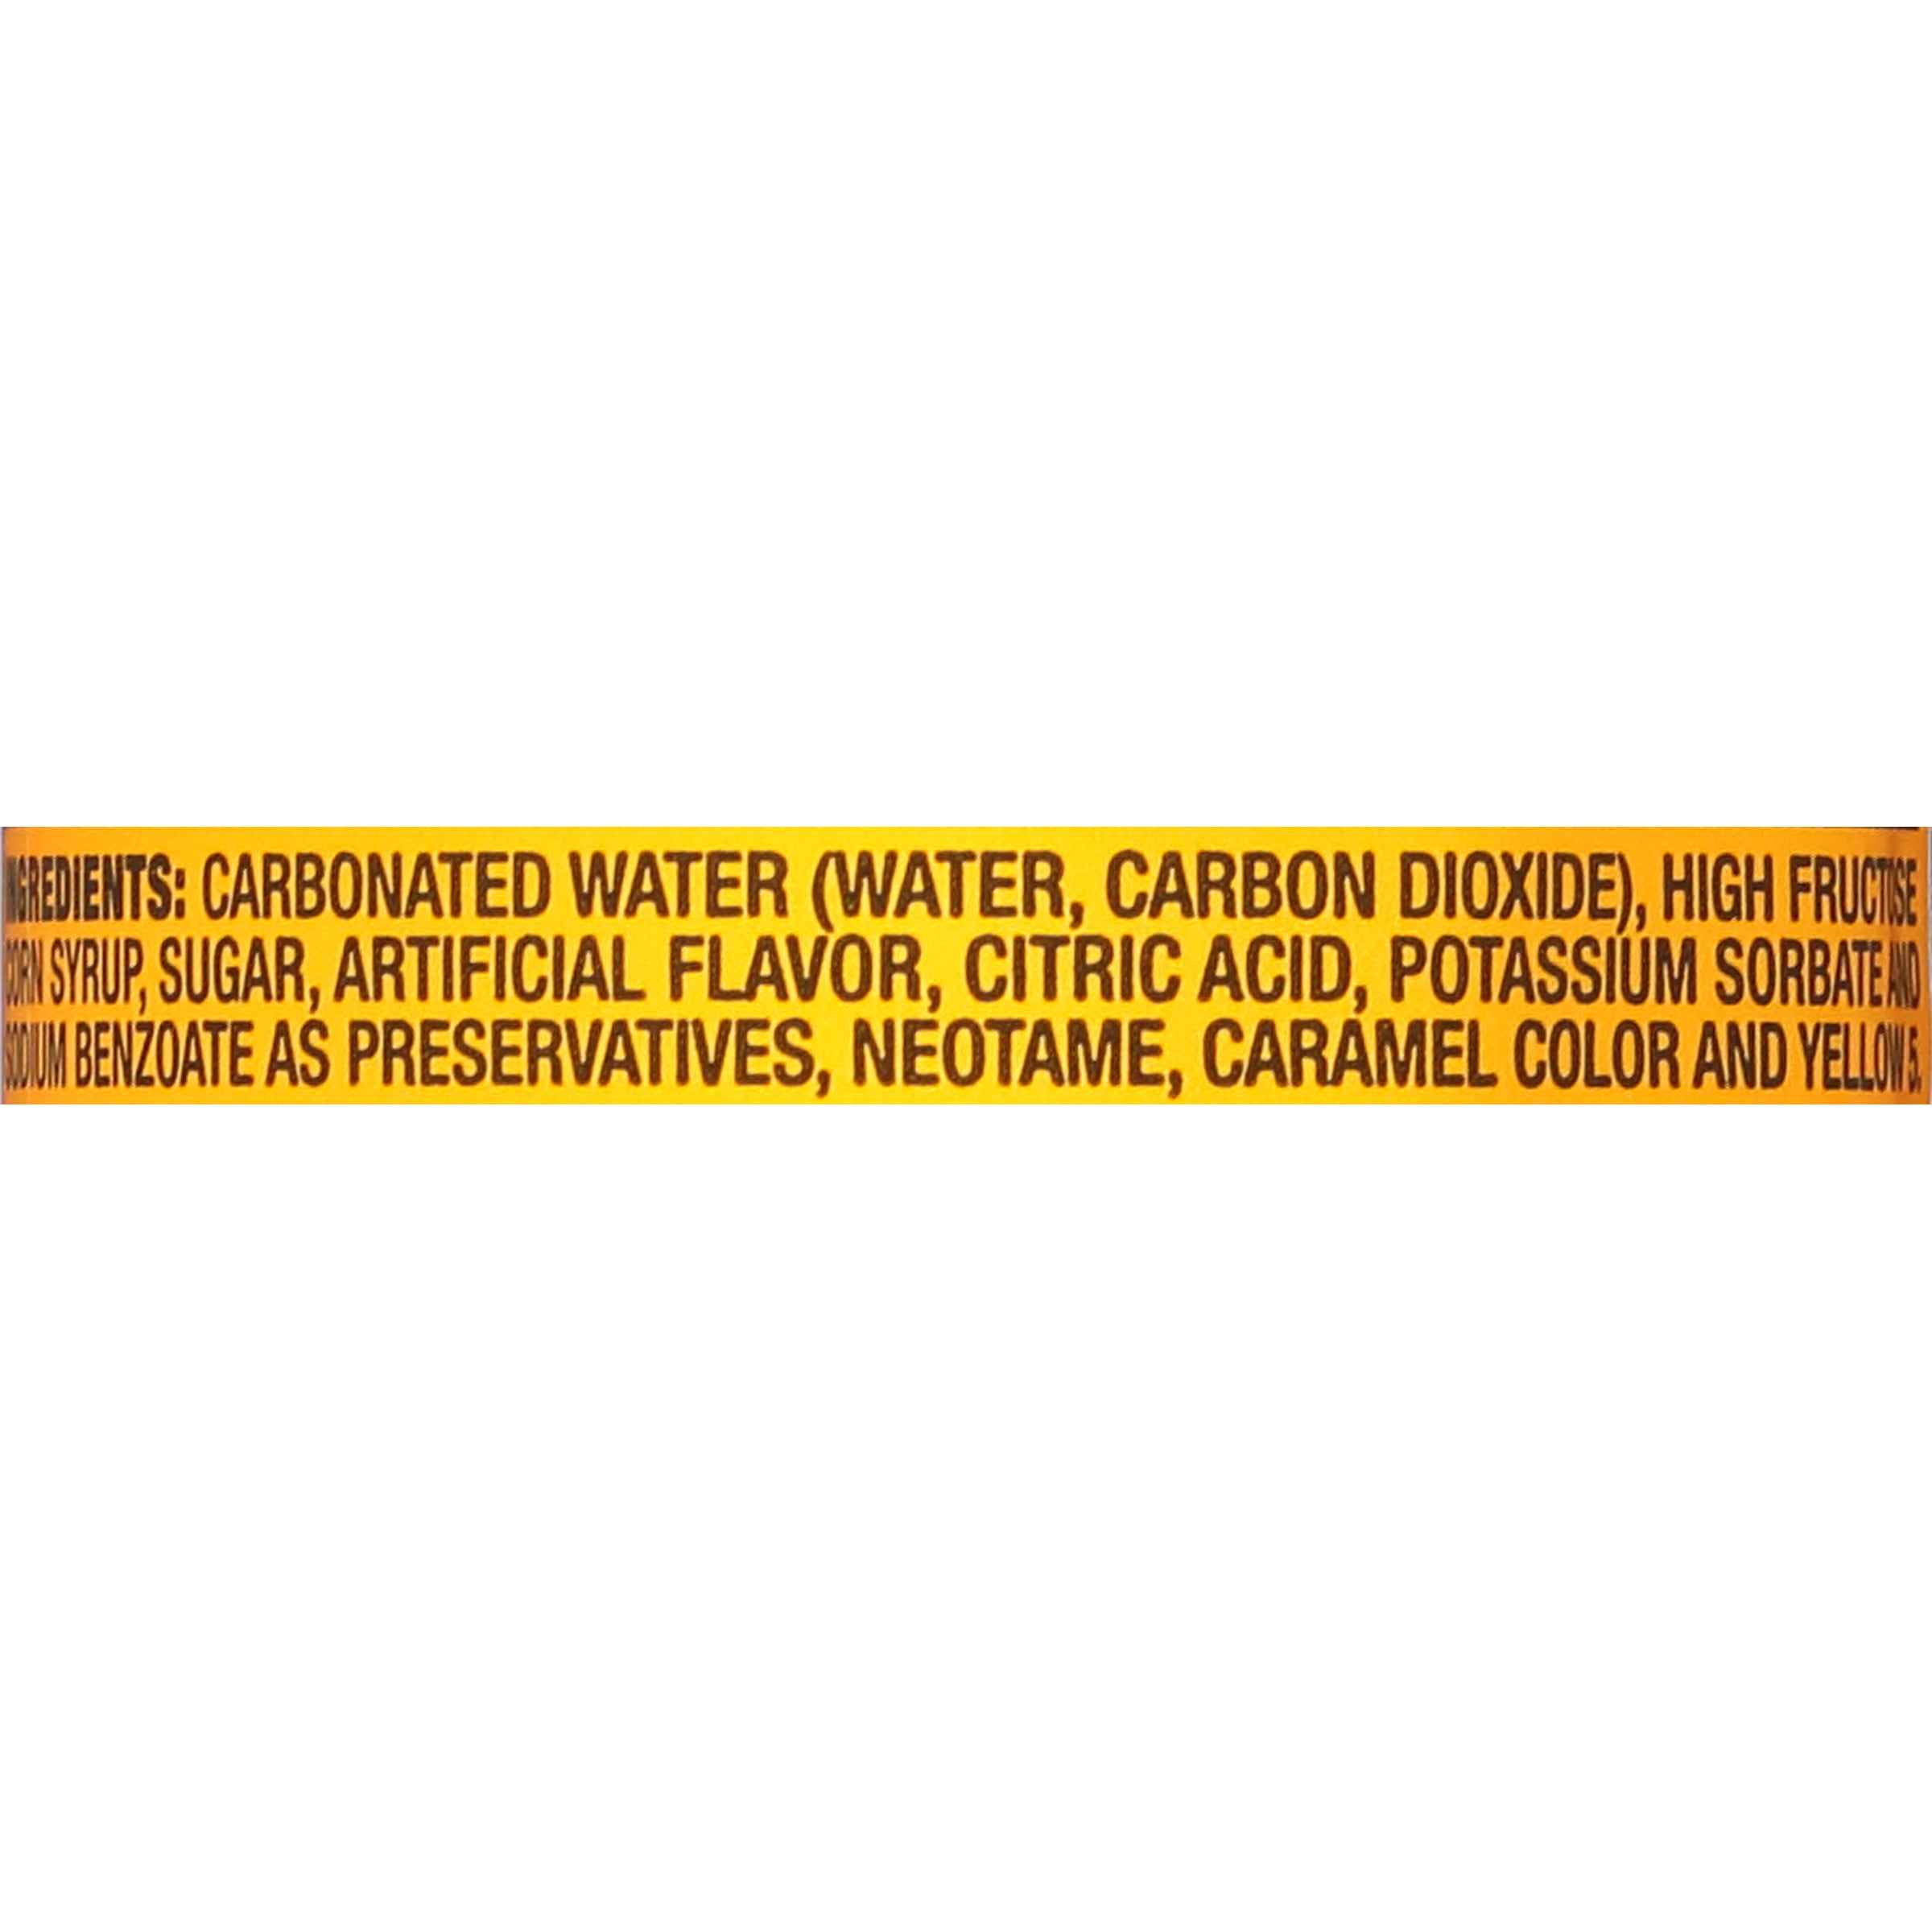 INGREDIENTS: CARBONATED WATER (WATER, CARBON DIOXIDE), HIGH FRUCTOSE
CORN SYRUP, SUGAR, ARTIFICIAL FLAVOR, CITRIC ACID, POTASSIUM SORBATE AND
SODIUM BENZOATE AS PRESERVATIVES, NEOTAME, CARAMEL COLOR AND YELLOW 5.